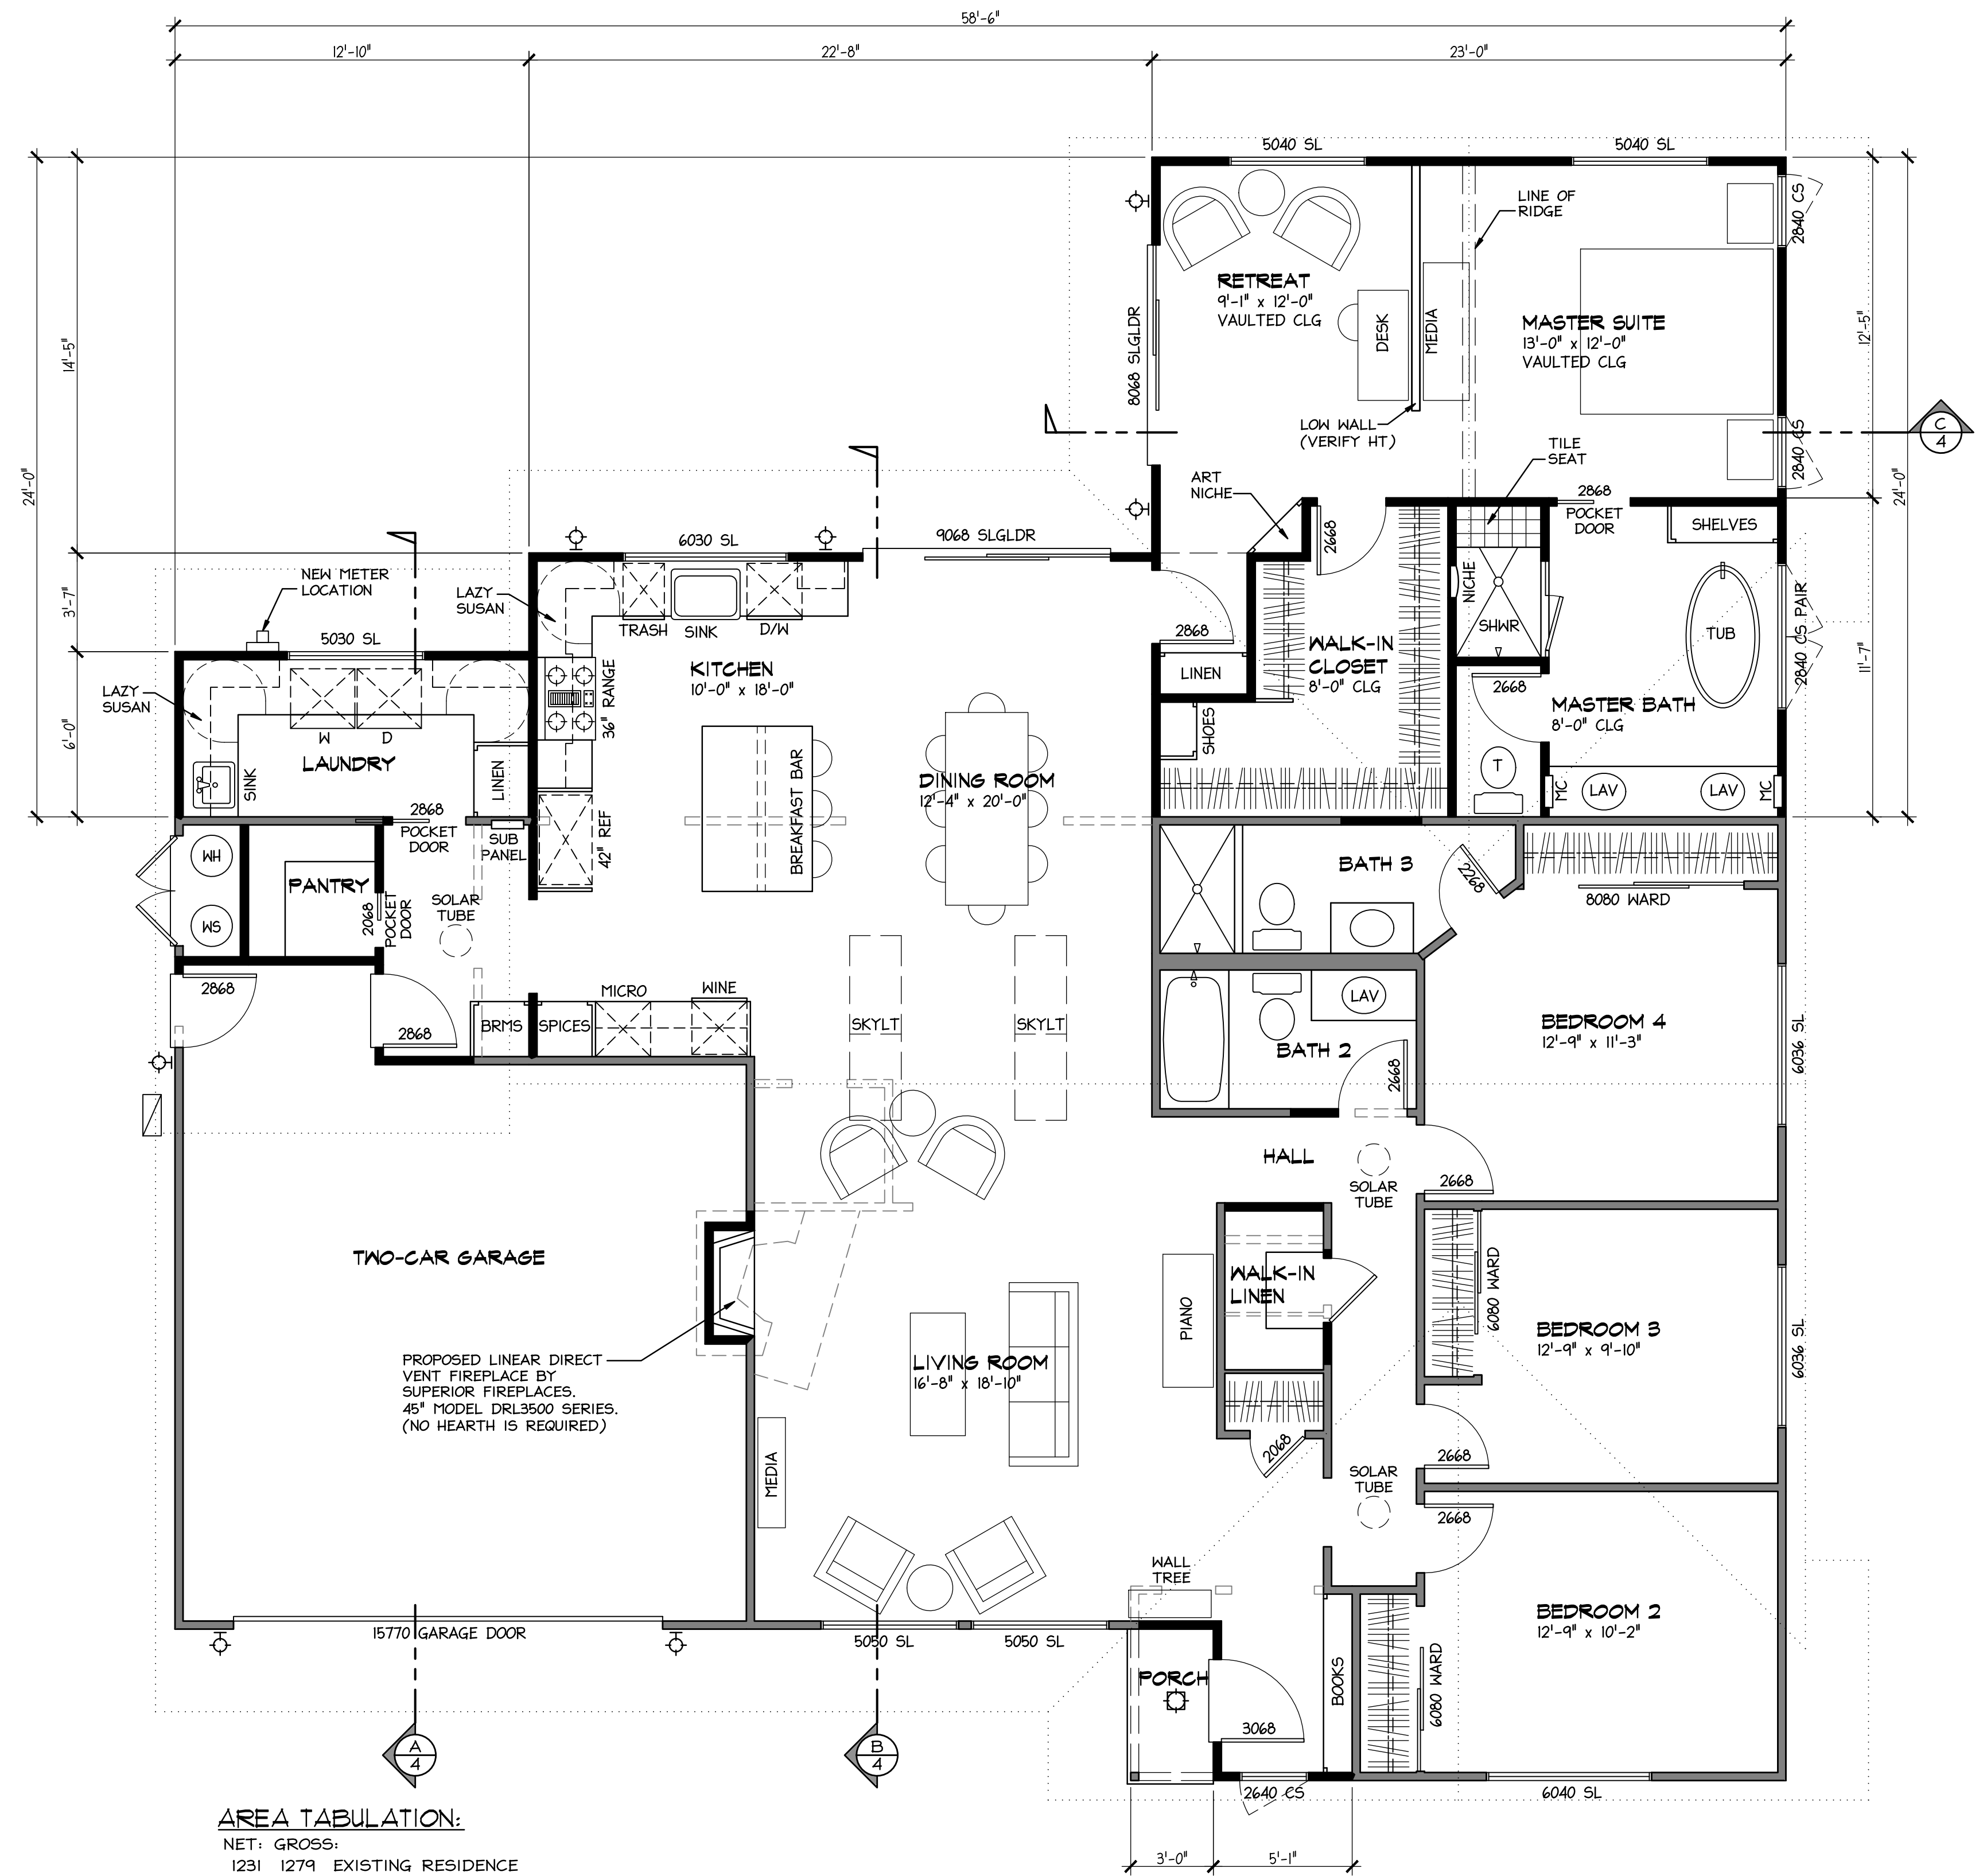 58'-6"
12'-10"
22'-8"
23'-0"
5040 SL
5040 SL
LINE OF
RIDGE
2840 CS
RETREAT
9'-1" x 12'-0"
VAULTED CLG
DESK
MEDIA
MASTER SUITE
13'-0" x 12'-0"
VAULTED CLG
8068 SLGLDR
12'-5"
14'-5"
24'-0"
24'-0"
LOW WALL
(VERIFY HT)
TILE
SEAT
2840 CS
C
4
ART
NICHE
2868
POCKET
DOOR
SHELVES
2668
6030 SL
9068 SLGLDR
NEW METER
LOCATION
LAZY
SUSAN
3'-7"
5030 SL
TRASH
SINK
D/W
2868
LINEN
WALK-IN
CLOSET
8'-0" CLG
NICHE
SHWR
TUB
2840 CS PAIR
11'-7"
KITCHEN
10'-0" x 18'-0"
36" RANGE
LAZY
SUSAN
6'-0"
W
D
LAUNDRY
SINK
LINEN
SHOES
2668
MASTER BATH
8'-0" CLG
T
MC
LAV
LAV
MC
DINING ROOM
12'-4" x 20'-0"
BREAKFAST BAR
42" REF
2868
POCKET
DOOR
SUB
PANEL
WH
WS
PANTRY
2068
POCKET
DOOR
SOLAR
TUBE
BATH 3
2268
8080 WARD
2868
2868
MICRO
WINE
BRMS
SPICES
SKYLT
SKYLT
LAV
BATH 2
2668
BEDROOM 4
12'-9" x 11'-3"
6036 SL
HALL
SOLAR
TUBE
2668
TWO-CAR GARAGE
WALK-IN
LINEN
PIANO
6080 WARD
BEDROOM 3
12'-9" x 9'-10"
6036 SL
PROPOSED LINEAR DIRECT
VENT FIREPLACE BY
SUPERIOR FIREPLACES.
45" MODEL DRL3500 SERIES.
(NO HEARTH IS REQUIRED)
LIVING ROOM
16'-8" x 18'-10"
MEDIA
2068
2668
SOLAR
TUBE
2668
WALL
TREE
BEDROOM 2
12'-9" x 10'-2"
15770 GARAGE DOOR
5050 SL
5050 SL
PORCH
BOOKS
6080 WARD
3068
A
4
B
4
2640 CS
6040 SL
AREA TABULATION:
NET: GROSS:
1231 1279 EXISTING RESIDENCE
3'-0"
5'-1"